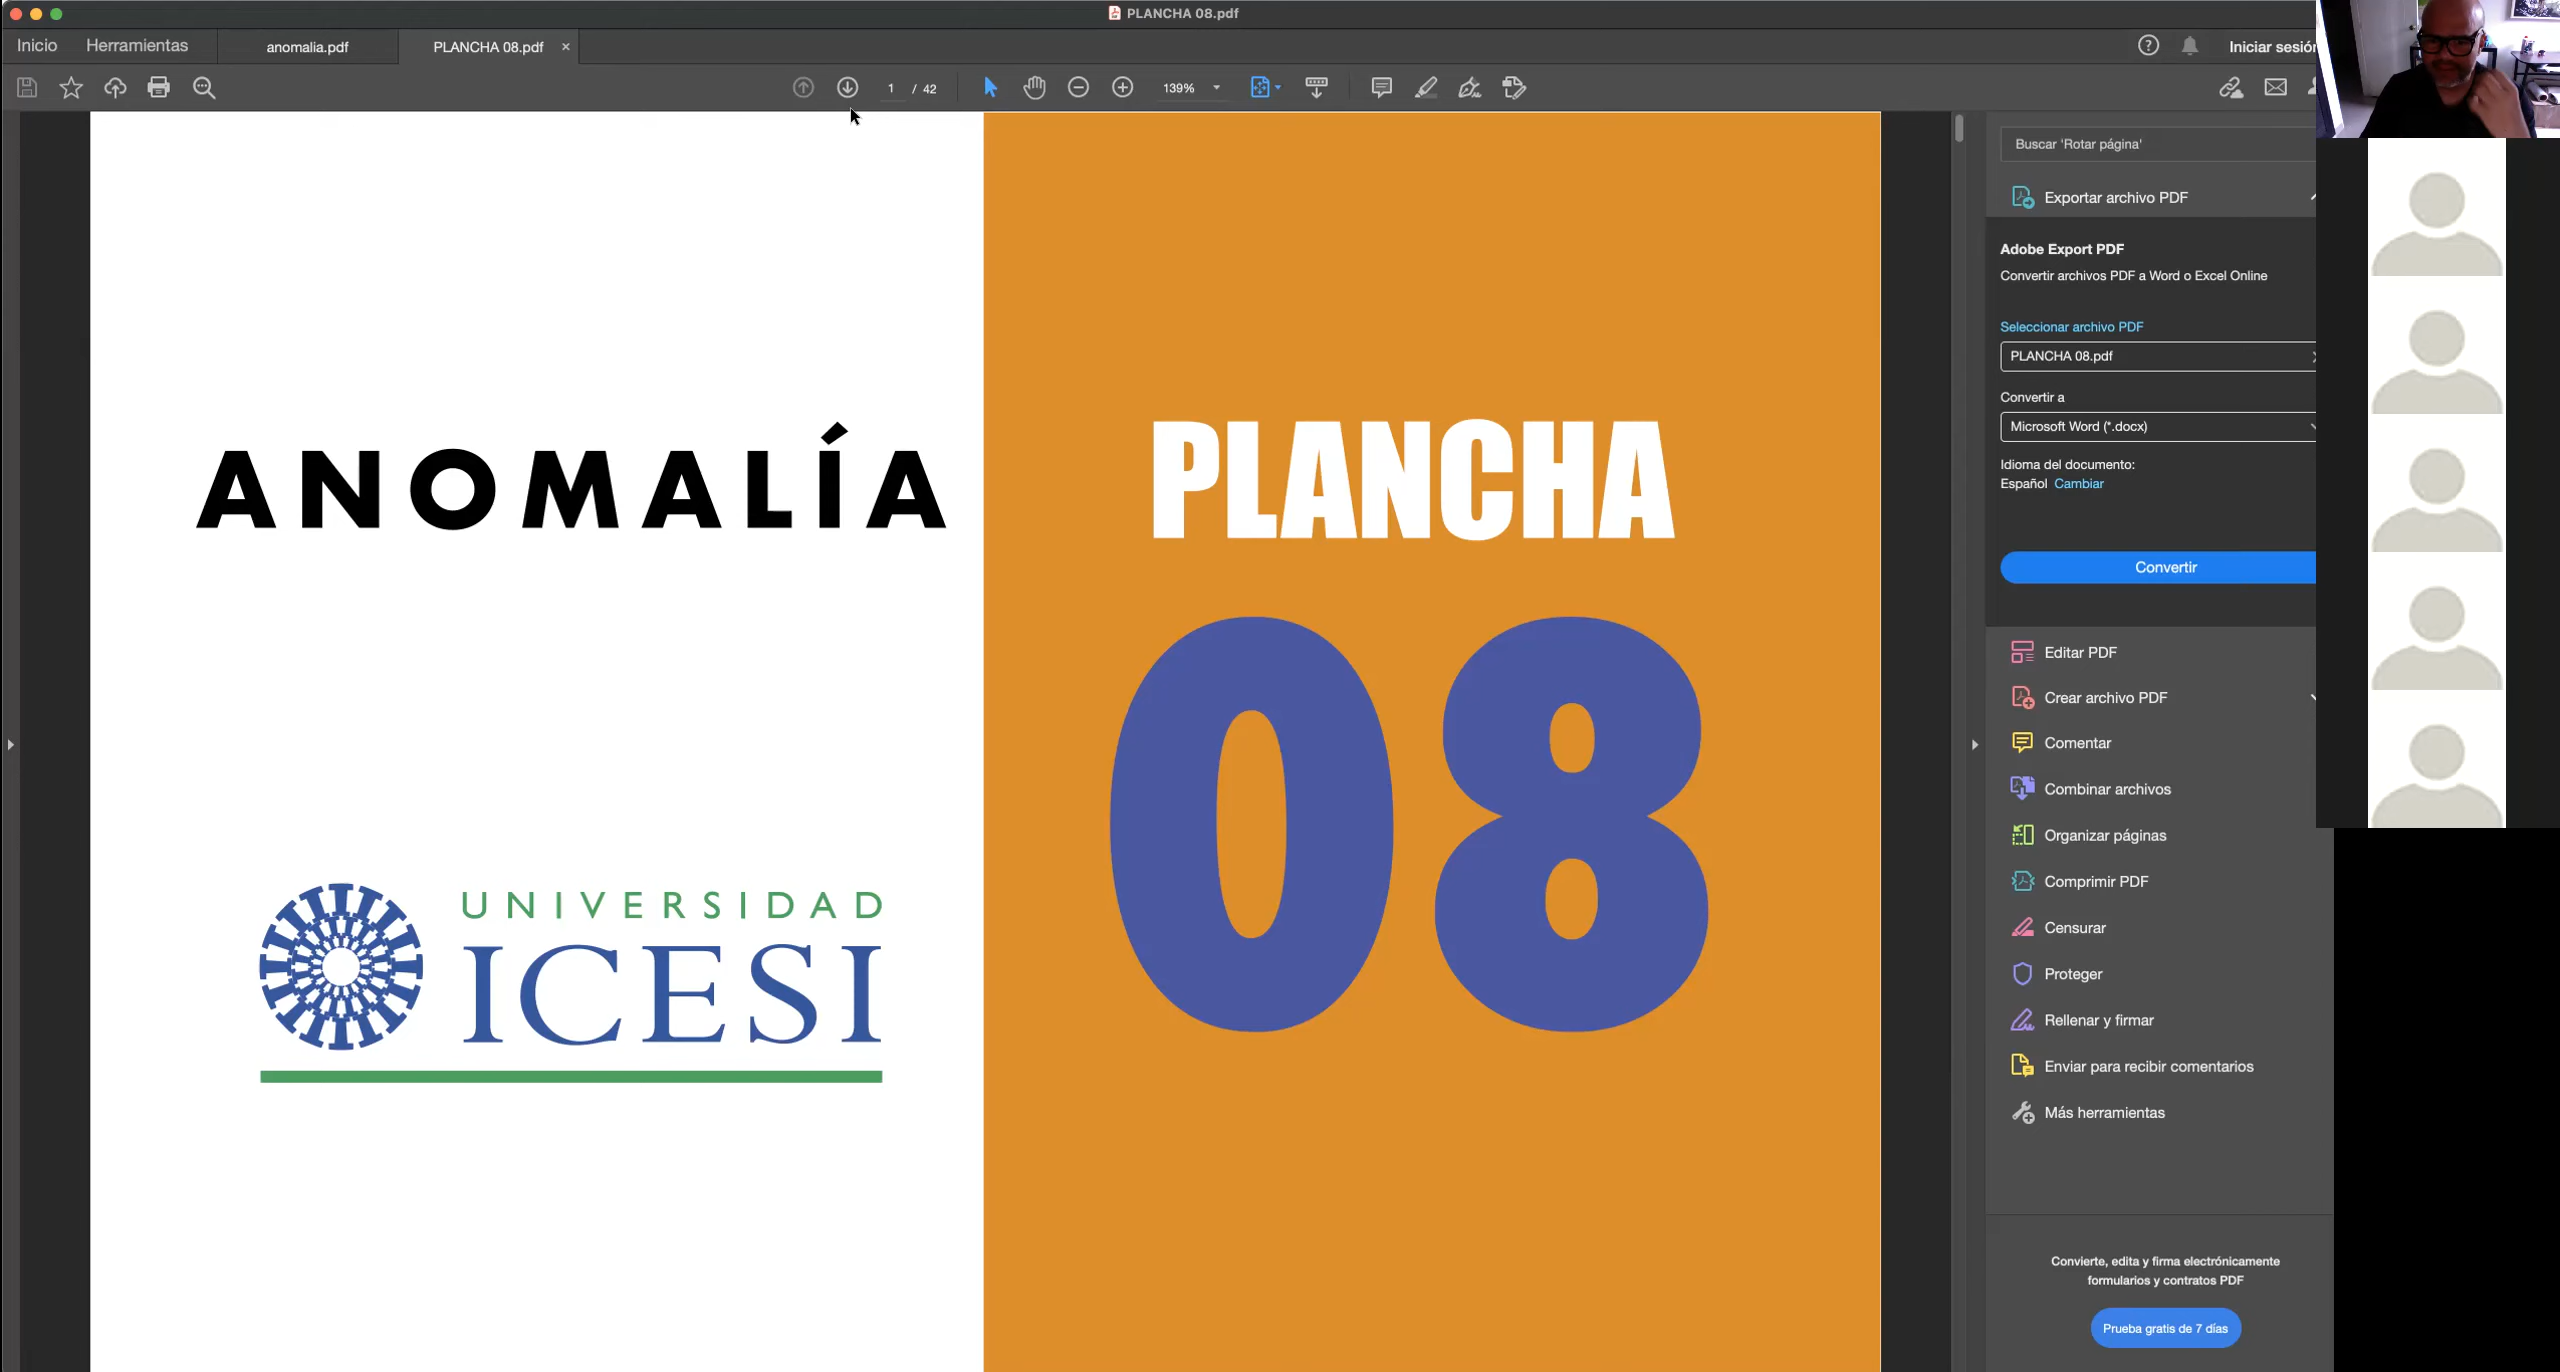 PLANCHA 08.pdf
Inicio
Herramientas
anomalia.pdf
PLANCHA 08.pdf
Iniciar sesión
1 / 42
139%
Buscar 'Rotar página'
Exportar archivo PDF
Adobe Export PDF
Convertir archivos PDF a Word o Excel Online
Seleccionar archivo PDF
PLANCHA 08.pdf
Convertir a
Microsoft Word (*.docx)
Idioma del documento:
Español Cambiar
Convertir
Editar PDF
Crear archivo PDF
Comentar
Combinar archivos
Organizar páginas
Comprimir PDF
Censurar
Proteger
Rellenar y firmar
Enviar para recibir comentarios
Más herramientas
Convierte, edita y firma electrónicamente
formularios y contratos PDF
Prueba gratis de 7 días
ANOMALÍA
UNIVERSIDAD
ICESI
PLANCHA
08